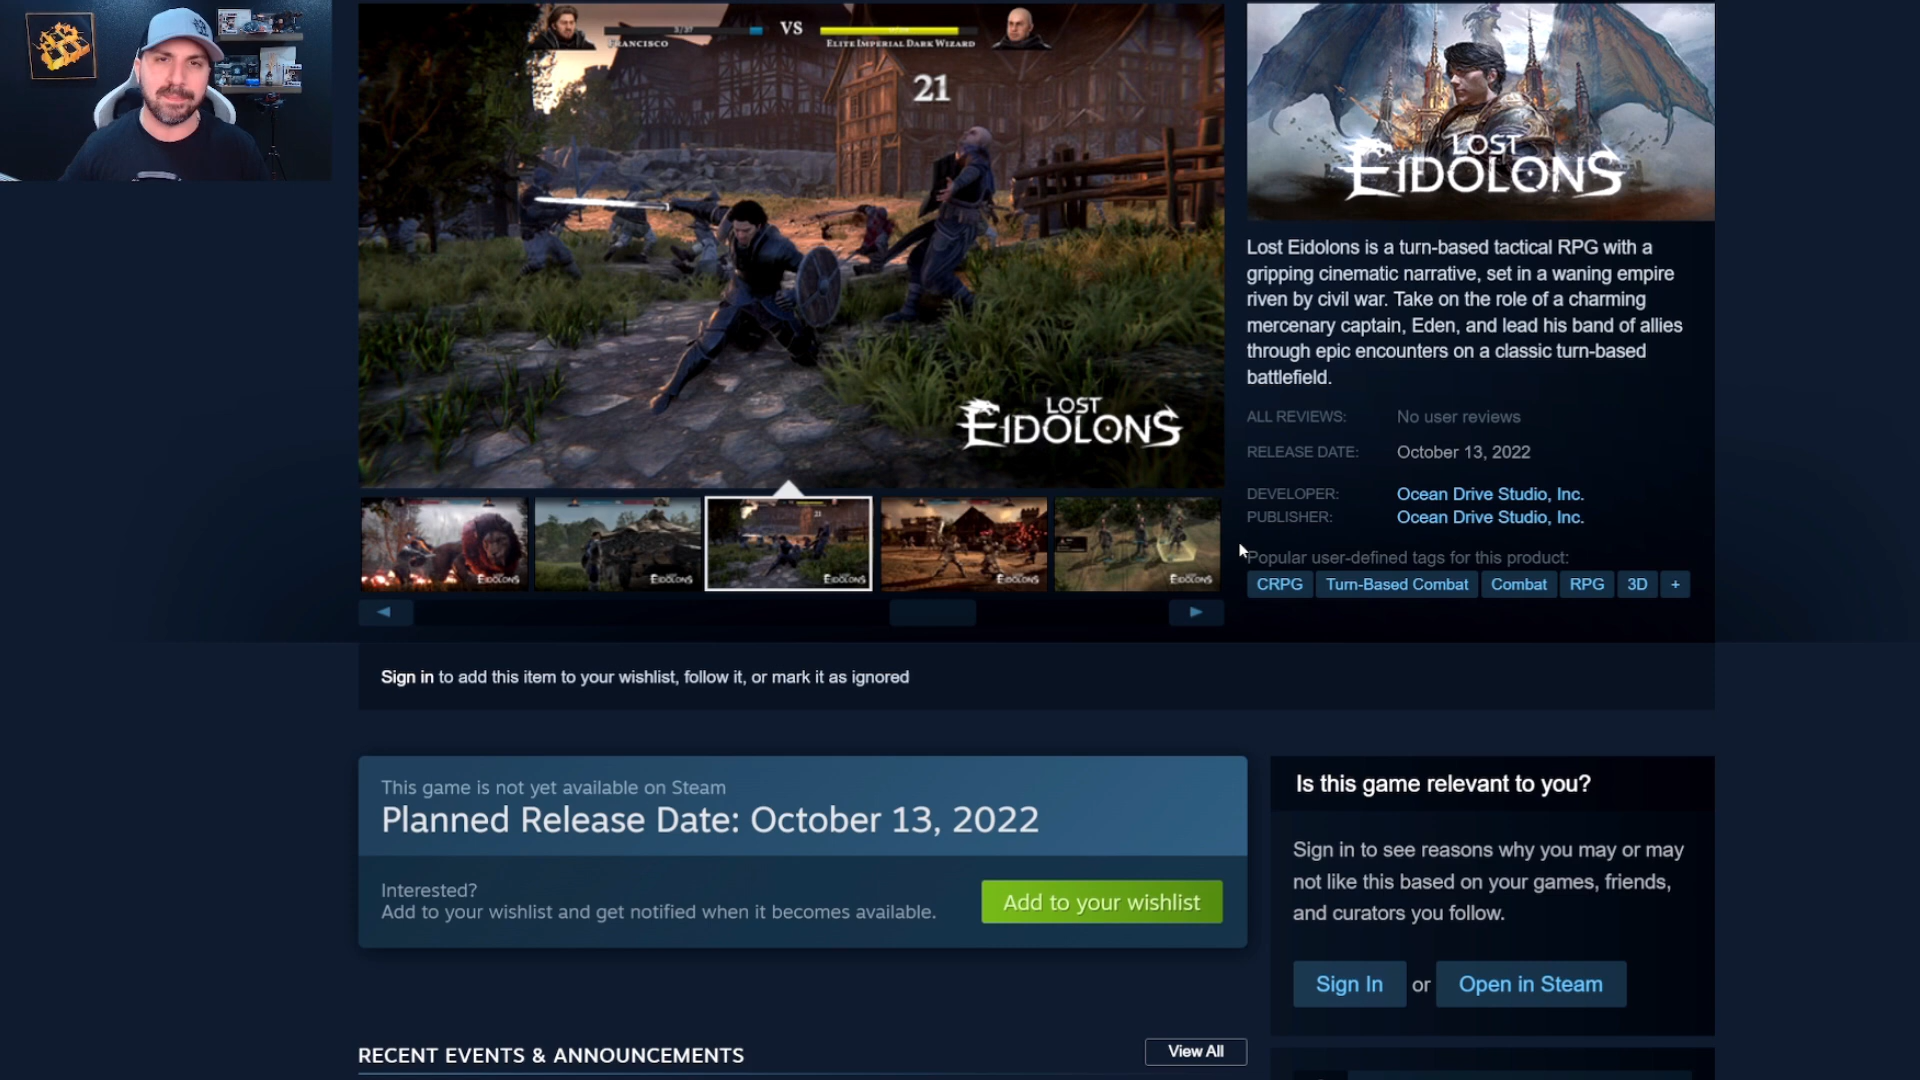 FRANCISCO
3/37
VS
ELITE IMPERIAL DARK WIZARD
21
LOST
EIDOLONS
LOST
EIDOLONS
Lost Eidolons is a turn-based tactical RPG with a
gripping cinematic narrative, set in a waning empire
riven by civil war. Take on the role of a charming
mercenary captain, Eden, and lead his band of allies
through epic encounters on a classic turn-based
battlefield.
ALL REVIEWS: No user reviews
RELEASE DATE: October 13, 2022
DEVELOPER: Ocean Drive Studio, Inc.
PUBLISHER: Ocean Drive Studio, Inc.
Popular user-defined tags for this product:
CRPG Turn-Based Combat Combat RPG 3D +
EIDOLONS
EIDOLONS
21
EIDOLONS
EIDOLONS
EIDOLONS
Sign in to add this item to your wishlist, follow it, or mark it as ignored
This game is not yet available on Steam
Planned Release Date: October 13, 2022
Interested?
Add to your wishlist and get notified when it becomes available.
Add to your wishlist
Is this game relevant to you?
Sign in to see reasons why you may or may
not like this based on your games, friends,
and curators you follow.
Sign In or Open in Steam
RECENT EVENTS & ANNOUNCEMENTS
View All